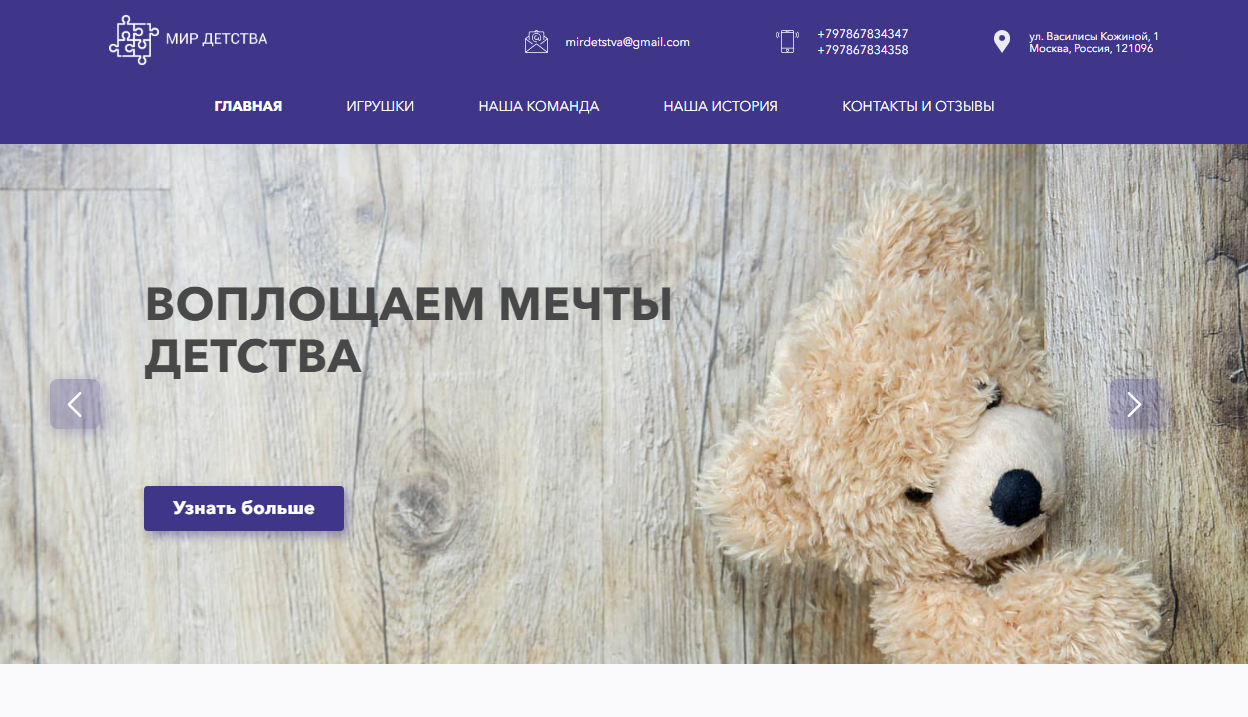 МИР ДЕТСТВА
mirdetstva@gmail.com
+797867834347
+797867834358
ул. Василисы Кожиной, 1
Москва, Россия, 121096
ГЛАВНАЯ ИГРУШКИ НАША КОМАНДА НАША ИСТОРИЯ КОНТАКТЫ И ОТЗЫВЫ
ВОПЛОЩАЕМ МЕЧТЫ
ДЕТСТВА
Узнать больше